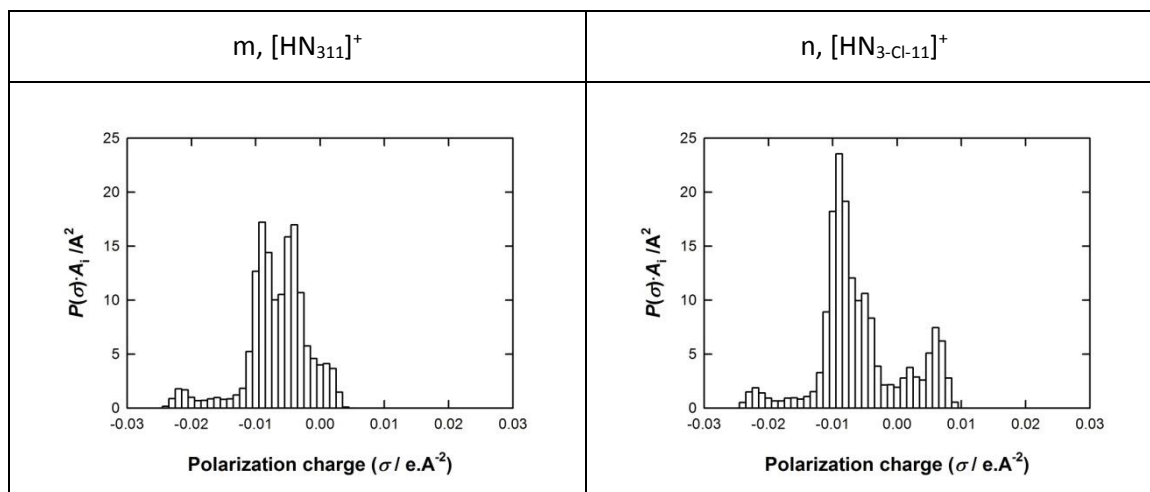 m, [HN311]+
n, [HN3-Cl-11]+
25
20
15
10
5
0
P(σ)·Ai /A2
-0.03 -0.02 -0.01 0.00 0.01 0.02 0.03
Polarization charge (σ / e.A-2)
25
20
15
10
5
0
P(σ)·Ai /A2
-0.03 -0.02 -0.01 0.00 0.01 0.02 0.03
Polarization charge (σ / e.A-2)